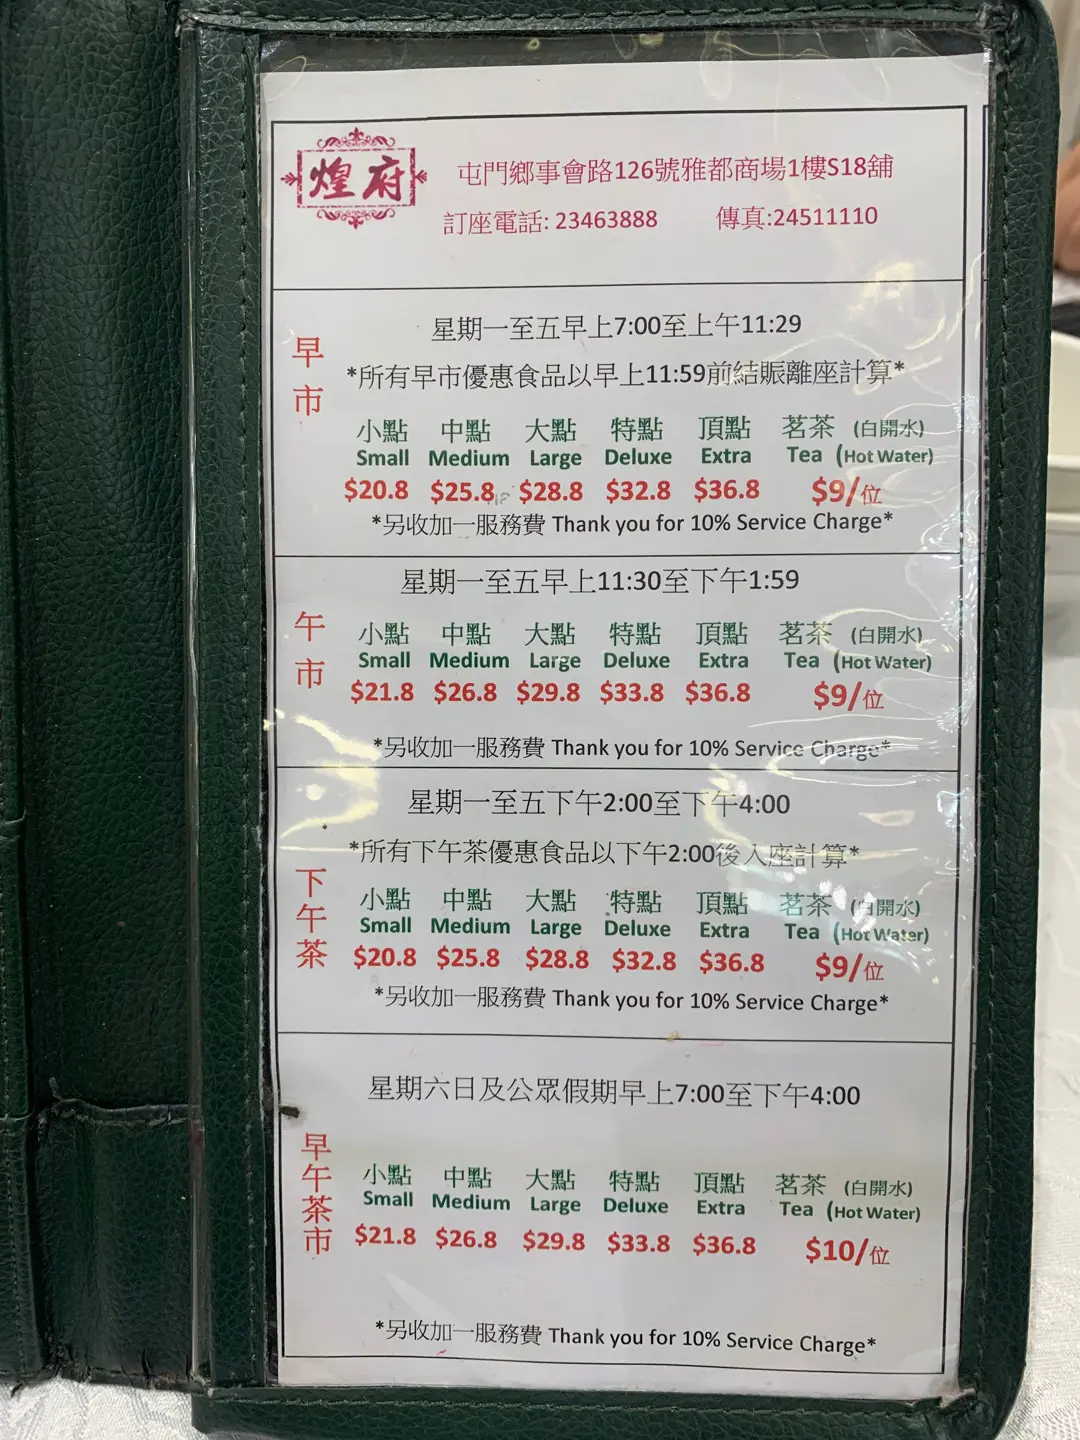 煌府
屯門鄉事會路126號雅都商場1樓S18舖
訂座電話: 23463888 傳真:24511110
早市
星期一至五早上7:00至上午11:29
*所有早市優惠食品以早上11:59前結賬離座計算*
小點 中點 大點 特點 頂點 茗茶 (白開水)
Small Medium Large Deluxe Extra Tea (Hot Water)
$20.8 $25.8 $28.8 $32.8 $36.8 $9/位
*另收加一服務費 Thank you for 10% Service Charge*
午市
星期一至五早上11:30至下午1:59
小點 中點 大點 特點 頂點 茗茶 (白開水)
Small Medium Large Deluxe Extra Tea (Hot Water)
$21.8 $26.8 $29.8 $33.8 $36.8 $9/位
*另收加一服務費 Thank you for 10% Service Charge*
下午茶
星期一至五下午2:00至下午4:00
*所有下午茶優惠食品以下午2:00後入座計算*
小點 中點 大點 特點 頂點 茗茶 (白開水)
Small Medium Large Deluxe Extra Tea (Hot Water)
$20.8 $25.8 $28.8 $32.8 $36.8 $9/位
*另收加一服務費 Thank you for 10% Service Charge*
早午茶市
星期六日及公眾假期早上7:00至下午4:00
小點 中點 大點 特點 頂點 茗茶 (白開水)
Small Medium Large Deluxe Extra Tea (Hot Water)
$21.8 $26.8 $29.8 $33.8 $36.8 $10/位
*另收加一服務費 Thank you for 10% Service Charge*